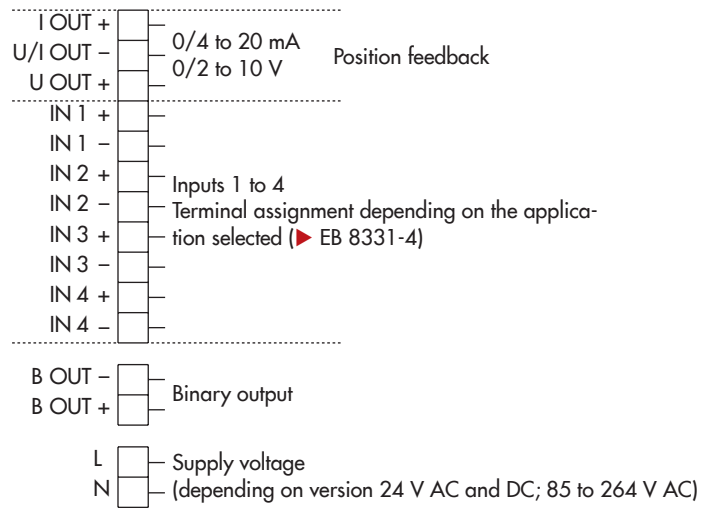 I OUT +
U/I OUT –
U OUT +
0/4 to 20 mA
0/2 to 10 V
Position feedback
IN 1 +
IN 1 –
IN 2 +
IN 2 –
IN 3 +
IN 3 –
IN 4 +
IN 4 –
Inputs 1 to 4
Terminal assignment depending on the applica-
tion selected (▶ EB 8331-4)
B OUT –
B OUT +
Binary output
L
N
Supply voltage
(depending on version 24 V AC and DC; 85 to 264 V AC)